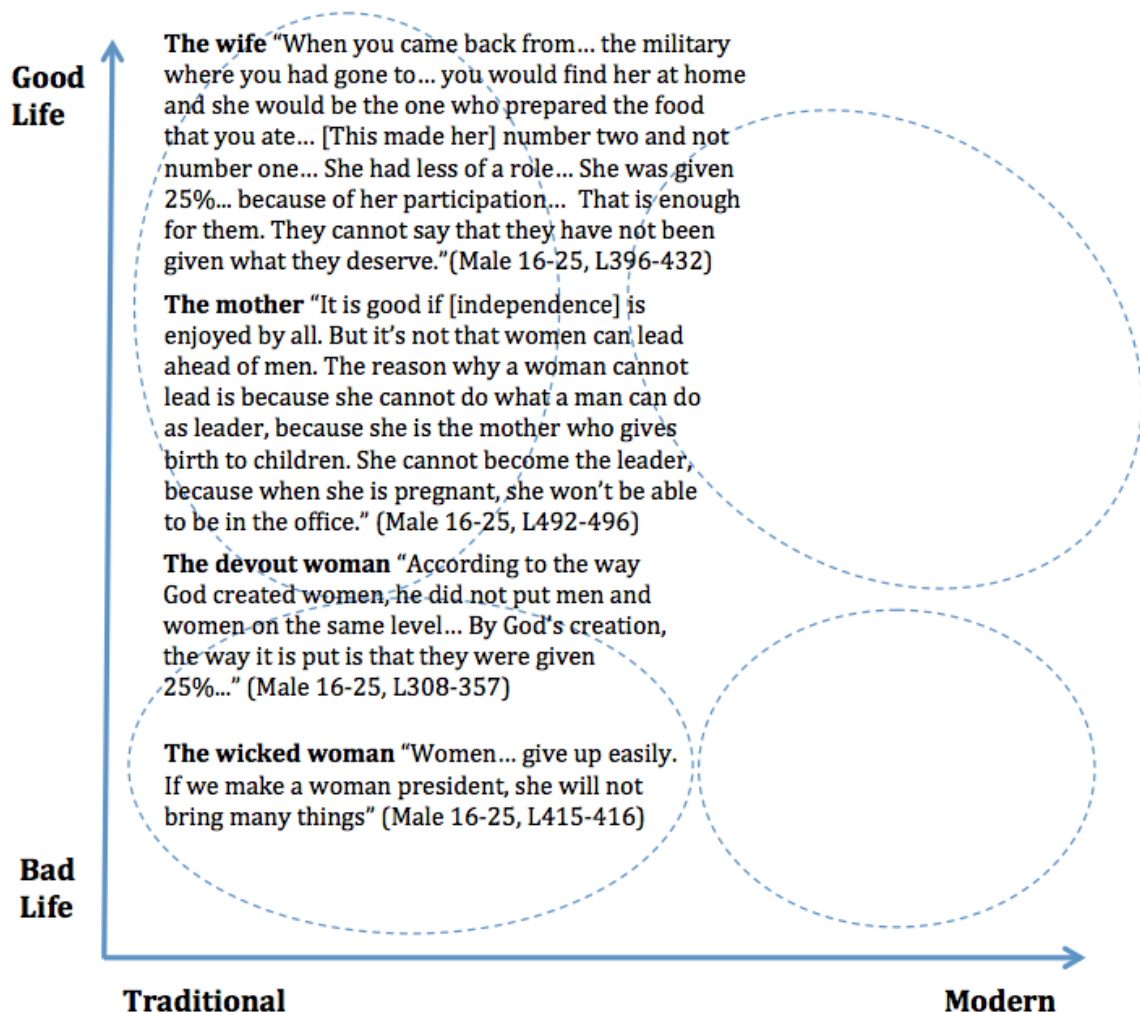 Good
Life
The wife “When you came back from... the military
where you had gone to... you would find her at home
and she would be the one who prepared the food
that you ate... [This made her] number two and not
number one... She had less of a role... She was given
25%... because of her participation...  That is enough
for them. They cannot say that they have not been
given what they deserve.”(Male 16-25, L396-432)
The mother “It is good if [independence] is
enjoyed by all. But it’s not that women can lead
ahead of men. The reason why a woman cannot
lead is because she cannot do what a man can do
as leader, because she is the mother who gives
birth to children. She cannot become the leader,
because when she is pregnant, she won’t be able
to be in the office.” (Male 16-25, L492-496)
The devout woman “According to the way
God created women, he did not put men and
women on the same level... By God’s creation,
the way it is put is that they were given
25%...” (Male 16-25, L308-357)
The wicked woman “Women... give up easily.
If we make a woman president, she will not
bring many things” (Male 16-25, L415-416)
Bad
Life
Traditional
Modern